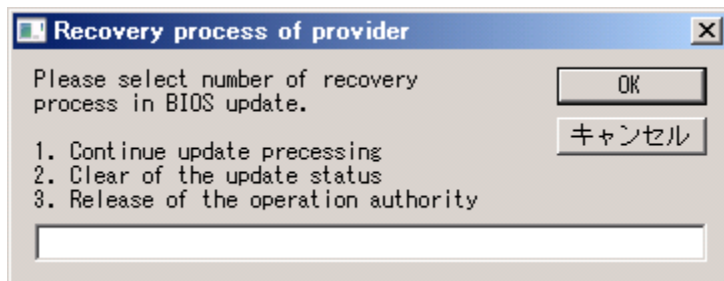 Recovery process of provider
Please select number of recovery
process in BIOS update.
1. Continue update precessing
2. Clear of the update status
3. Release of the operation authority
OK
キャンセル